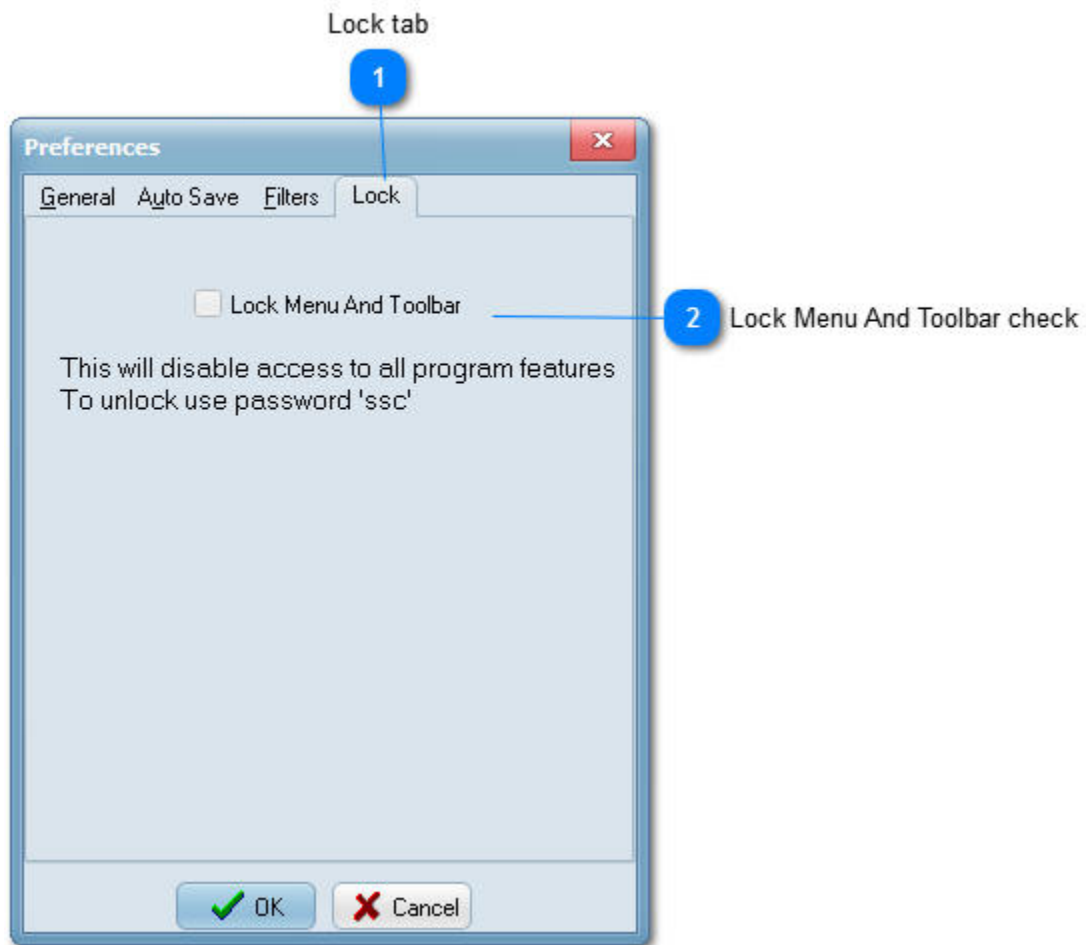 Lock tab
1
Preferences
General Auto Save Filters Lock
Lock Menu And Toolbar
2 Lock Menu And Toolbar check
This will disable access to all program features
To unlock use password 'ssc'
OK Cancel